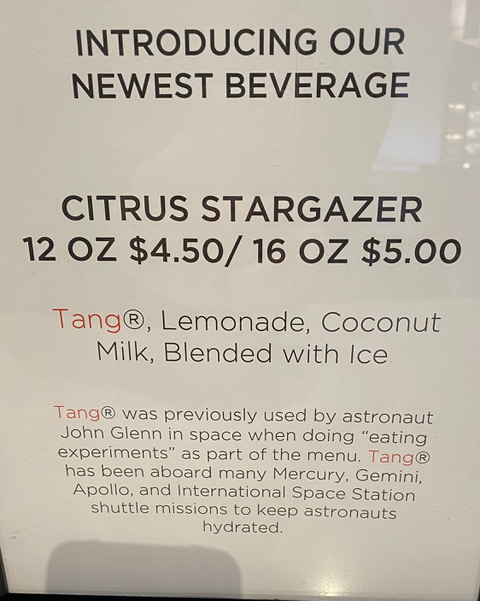 INTRODUCING OUR
NEWEST BEVERAGE
CITRUS STARGAZER
12 OZ $4.50/ 16 OZ $5.00
Tang®, Lemonade, Coconut
Milk, Blended with Ice
Tang® was previously used by astronaut
John Glenn in space when doing “eating
experiments” as part of the menu. Tang®
has been aboard many Mercury, Gemini,
Apollo, and International Space Station
shuttle missions to keep astronauts
hydrated.